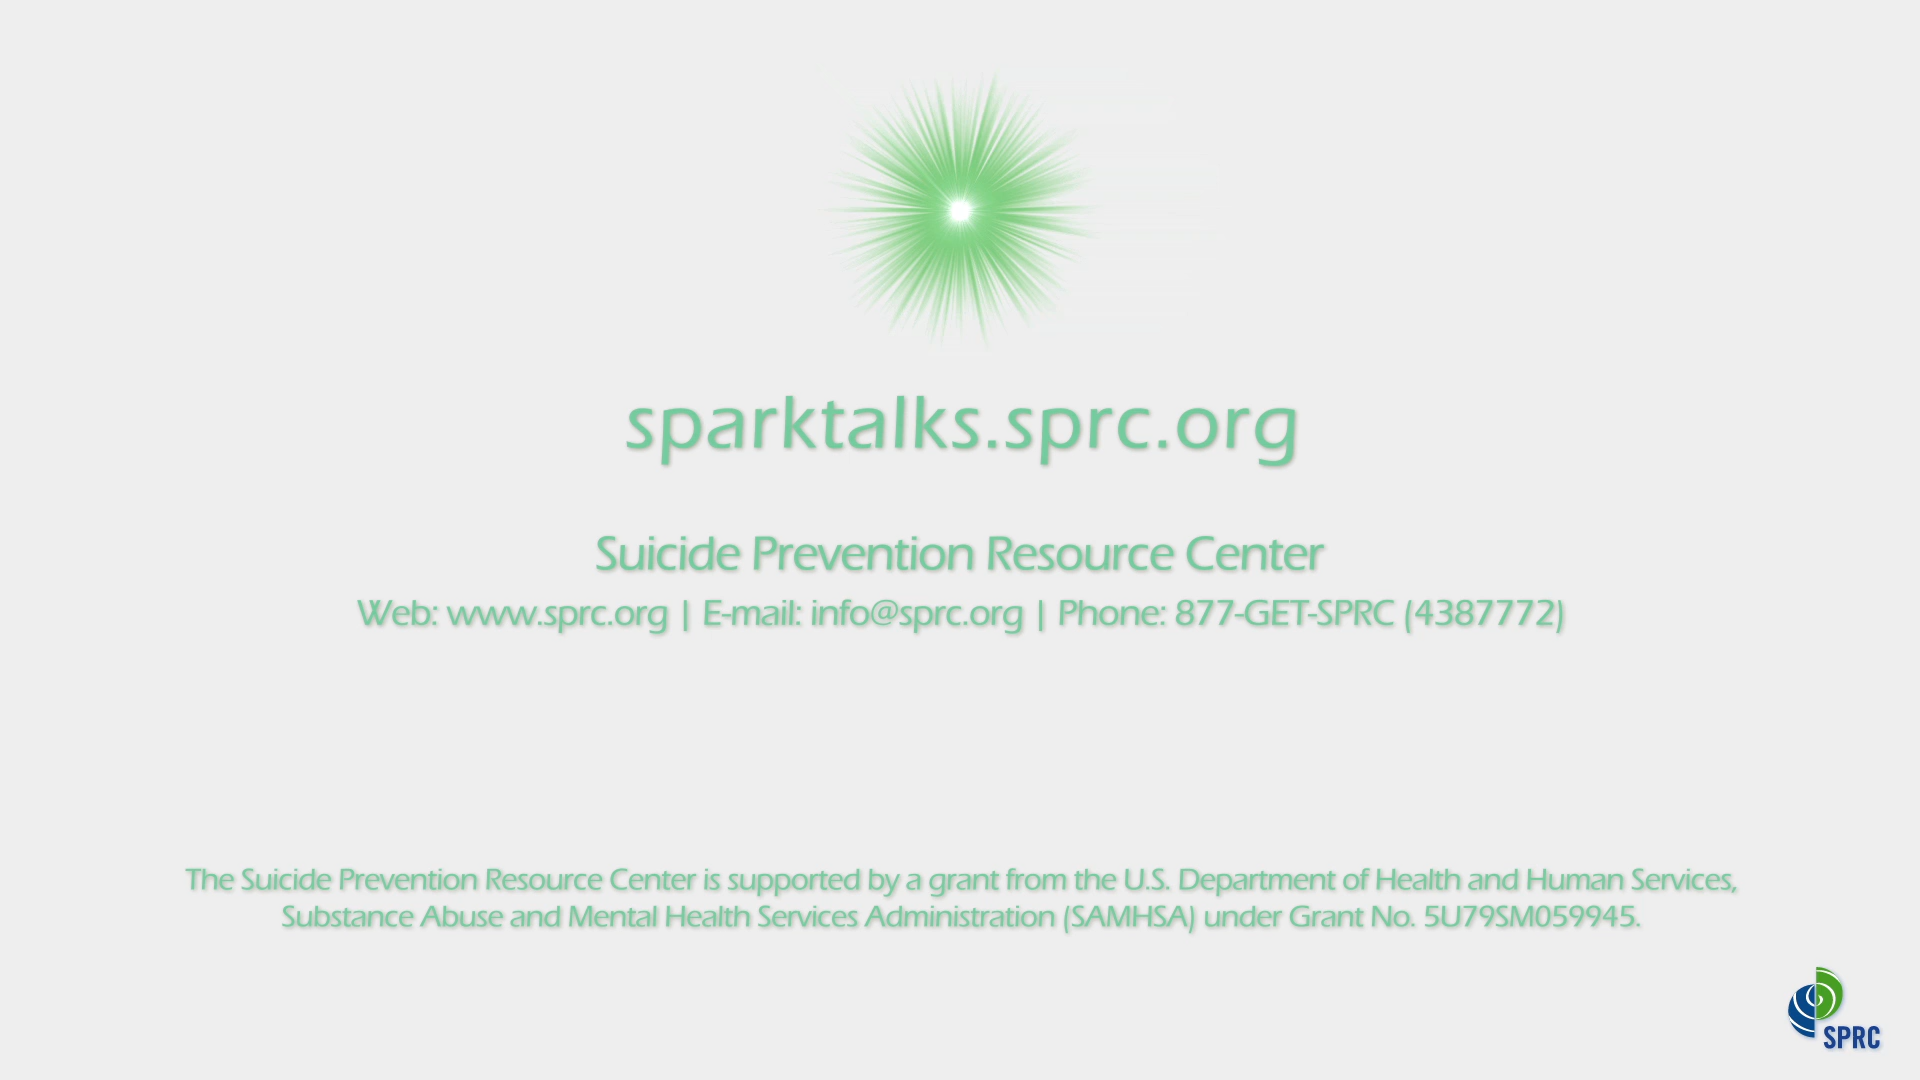 sparktalks.sprc.org
Suicide Prevention Resource Center
Web: www.sprc.org | E-mail: info@sprc.org | Phone: 877-GET-SPRC (4387772)
The Suicide Prevention Resource Center is supported by a grant from the U.S. Department of Health and Human Services,
Substance Abuse and Mental Health Services Administration (SAMHSA) under Grant No. 5U79SM059945.
SPRC